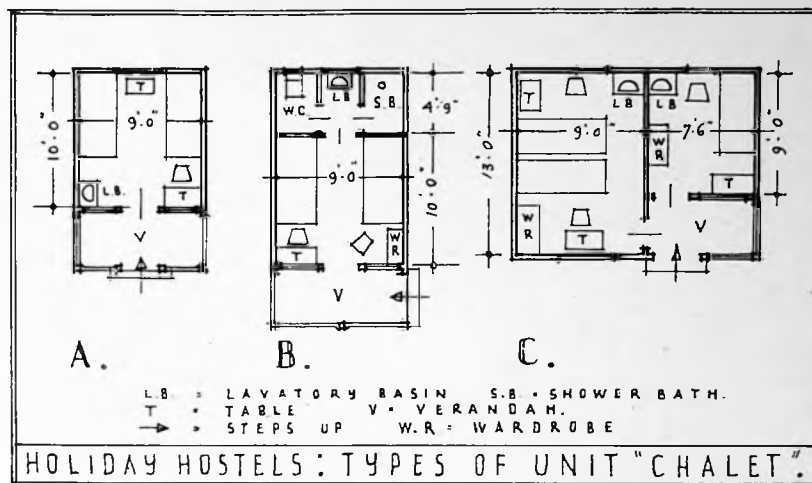 T
10'.0"
9'.0"
L.B.
T
V
A.
W.C.
L.B
S.B.
4'.9"
9'.0"
10'.0"
T
W
R
V
B.
T
L B
L B
13'.0"
9'.0"
7'.6"
9'.0"
W
R
T
W
R
T
V
C.
L.B. = LAVATORY BASIN S.B. = SHOWER BATH.
T = TABLE V = VERANDAH.
= STEPS UP W.R = WARDROBE
HOLIDAY HOSTELS: TYPES OF UNIT "CHALET".